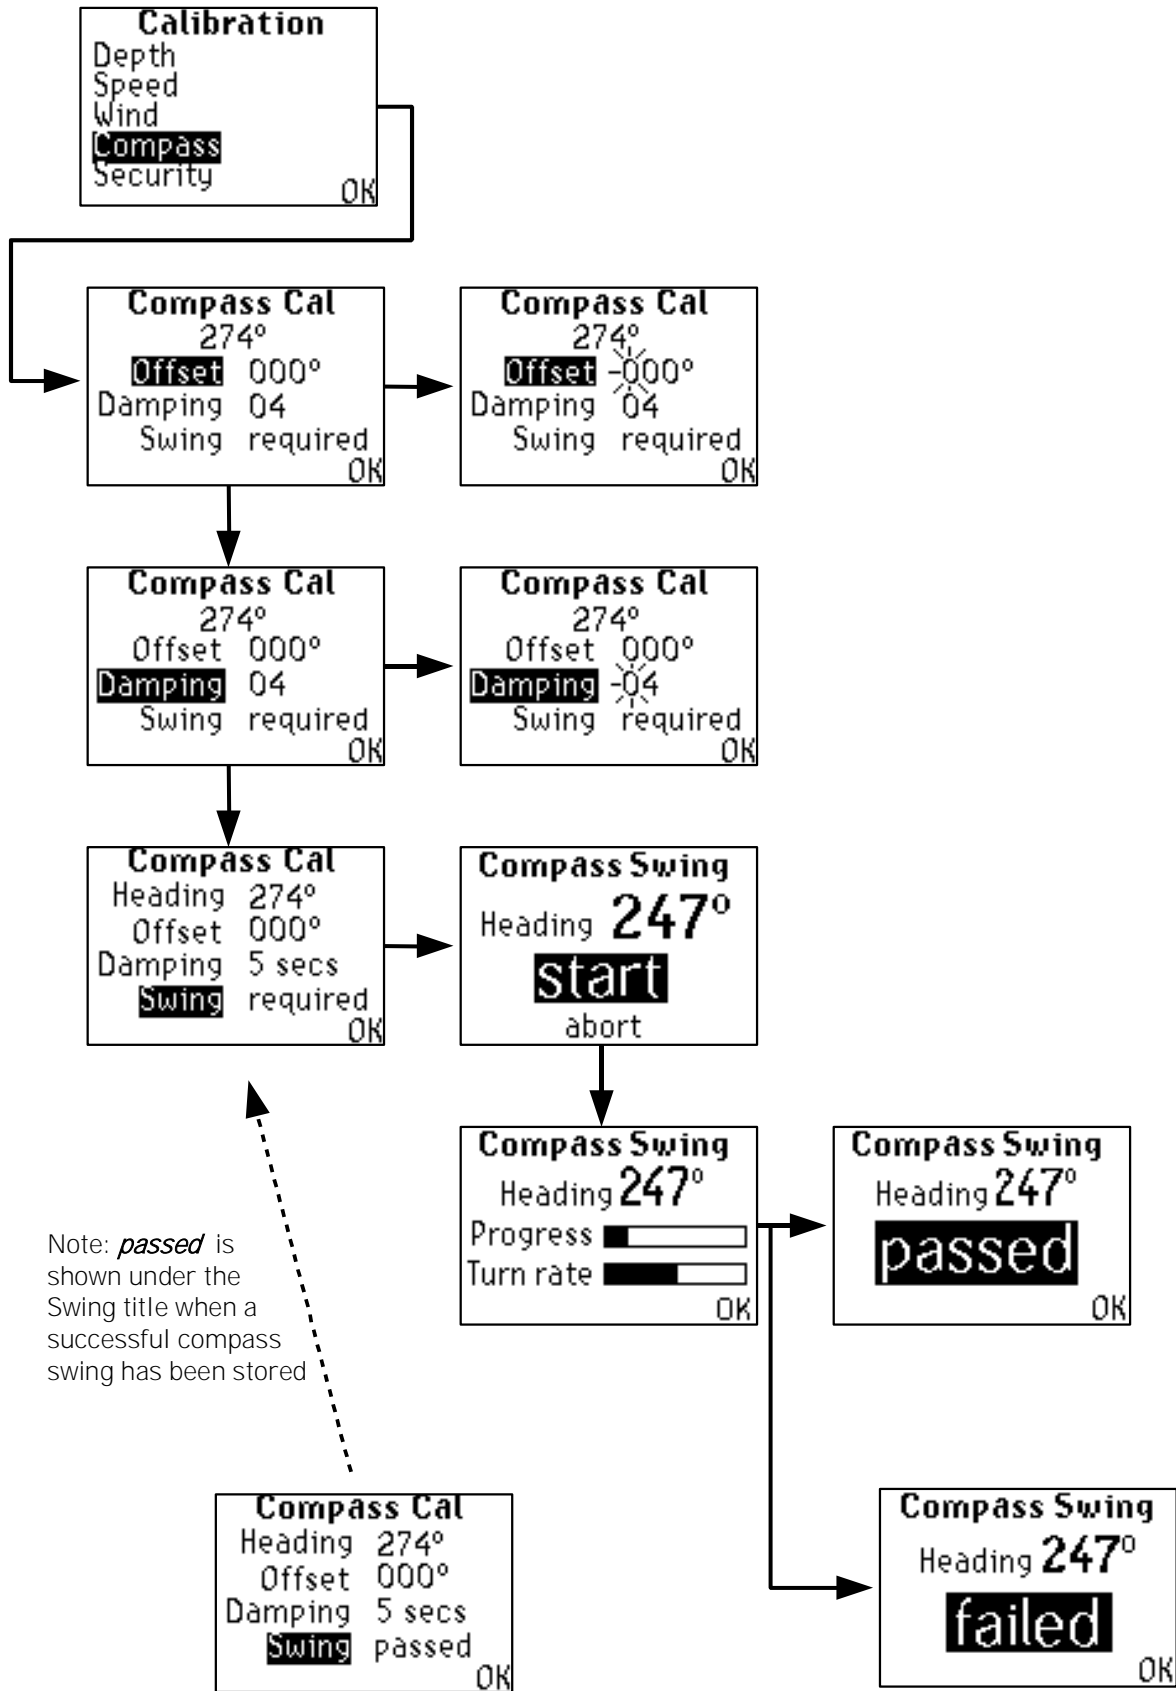 Calibration
Depth
Speed
Wind
Compass
Security
OK
Compass Cal
274°
Offset 000°
Damping 04
Swing required
OK
Compass Cal
274°
Offset -000°
Damping 04
Swing required
OK
Compass Cal
274°
Offset 000°
Damping 04
Swing required
OK
Compass Cal
274°
Offset 000°
Damping -04
Swing required
OK
Compass Cal
Heading 274°
Offset 000°
Damping 5 secs
Swing required
OK
Compass Swing
Heading 247°
start
abort
Compass Swing
Heading 247°
Progress
Turn rate
OK
Compass Swing
Heading 247°
passed
OK
Note: passed is
shown under the
Swing title when a
successful compass
swing has been stored
Compass Cal
Heading 274°
Offset 000°
Damping 5 secs
Swing passed
OK
Compass Swing
Heading 247°
failed
OK